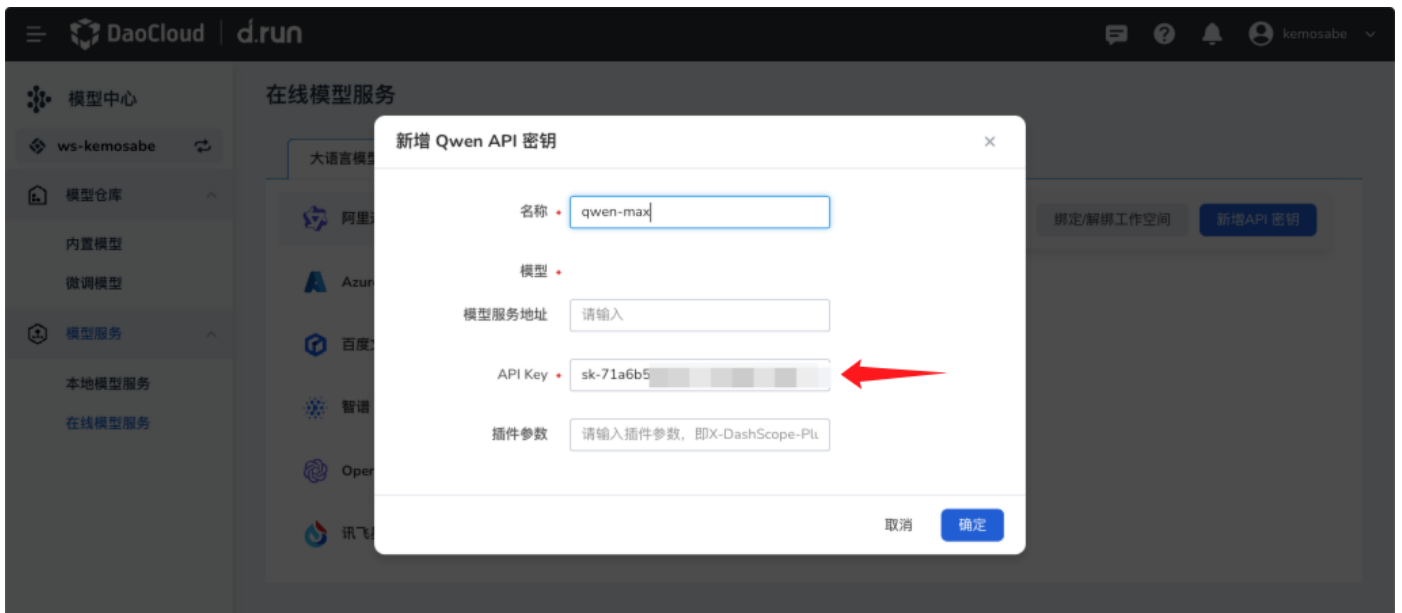 DaoCloud d.run
kemosabe
模型中心
ws-kemosabe
模型仓库
内置模型
微调模型
模型服务
本地模型服务
在线模型服务
在线模型服务
大语言模型
阿里
绑定/解绑工作空间
新增API 密钥
Azur
百度
智谱
Oper
讯飞
新增 Qwen API 密钥
名称
qwen-max
模型
模型服务地址
请输入
API Key
sk-71a6b5
插件参数
请输入插件参数,即X-DashScope-Plu
取消
确定